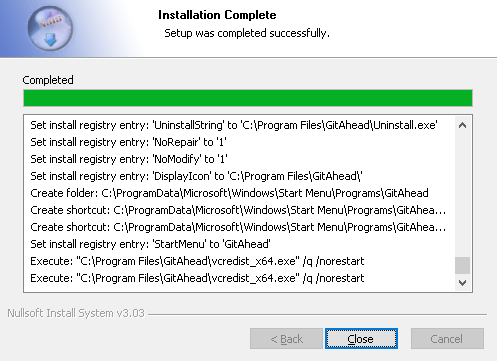 Installation Complete
Setup was completed successfully.
Completed
Set install registry entry: 'UninstallString' to 'C:\Program Files\GitAhead\Uninstall.exe'
Set install registry entry: 'NoRepair' to '1'
Set install registry entry: 'NoModify' to '1'
Set install registry entry: 'DisplayIcon' to 'C:\Program Files\GitAhead\'
Create folder: C:\ProgramData\Microsoft\Windows\Start Menu\Programs\GitAhead
Create shortcut: C:\ProgramData\Microsoft\Windows\Start Menu\Programs\GitAhea...
Create shortcut: C:\ProgramData\Microsoft\Windows\Start Menu\Programs\GitAhea...
Set install registry entry: 'StartMenu' to 'GitAhead'
Execute: "C:\Program Files\GitAhead\vcredist_x64.exe" /q /norestart
Execute: "C:\Program Files\GitAhead\vcredist_x64.exe" /q /norestart
Nullsoft Install System v3.03
< Back
Close
Cancel